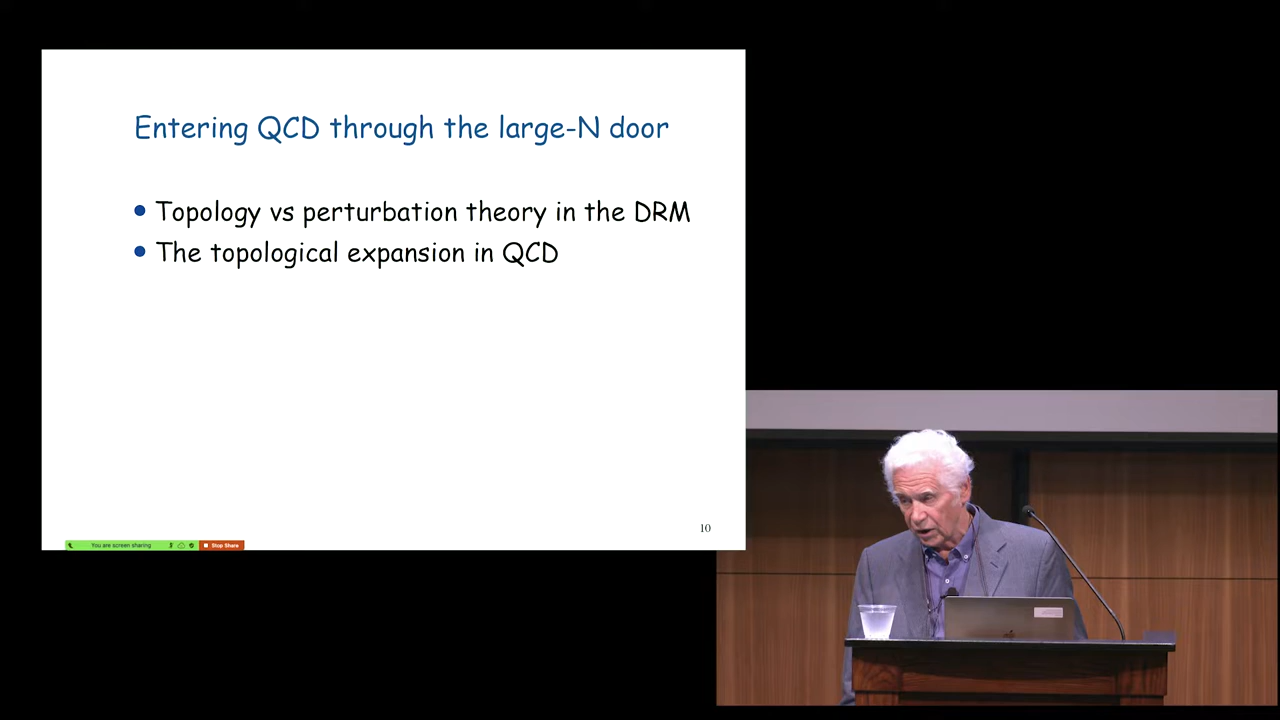 Entering QCD through the large-N door
Topology vs perturbation theory in the DRM
The topological expansion in QCD
10
You are screen sharing
Stop Share